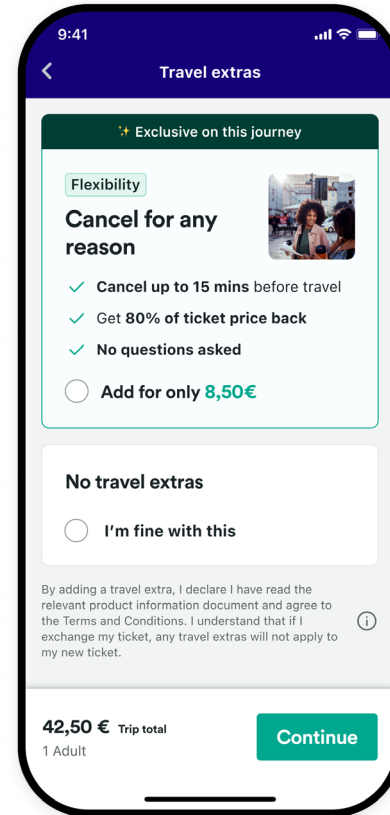 9:41
Travel extras
✨ Exclusive on this journey
Flexibility
Cancel for any
reason
Cancel up to 15 mins before travel
Get 80% of ticket price back
No questions asked
Add for only 8,50€
No travel extras
I'm fine with this
By adding a travel extra, I declare I have read the
relevant product information document and agree to
the Terms and Conditions. I understand that if I
exchange my ticket, any travel extras will not apply to
my new ticket.
42,50 € Trip total
1 Adult
Continue